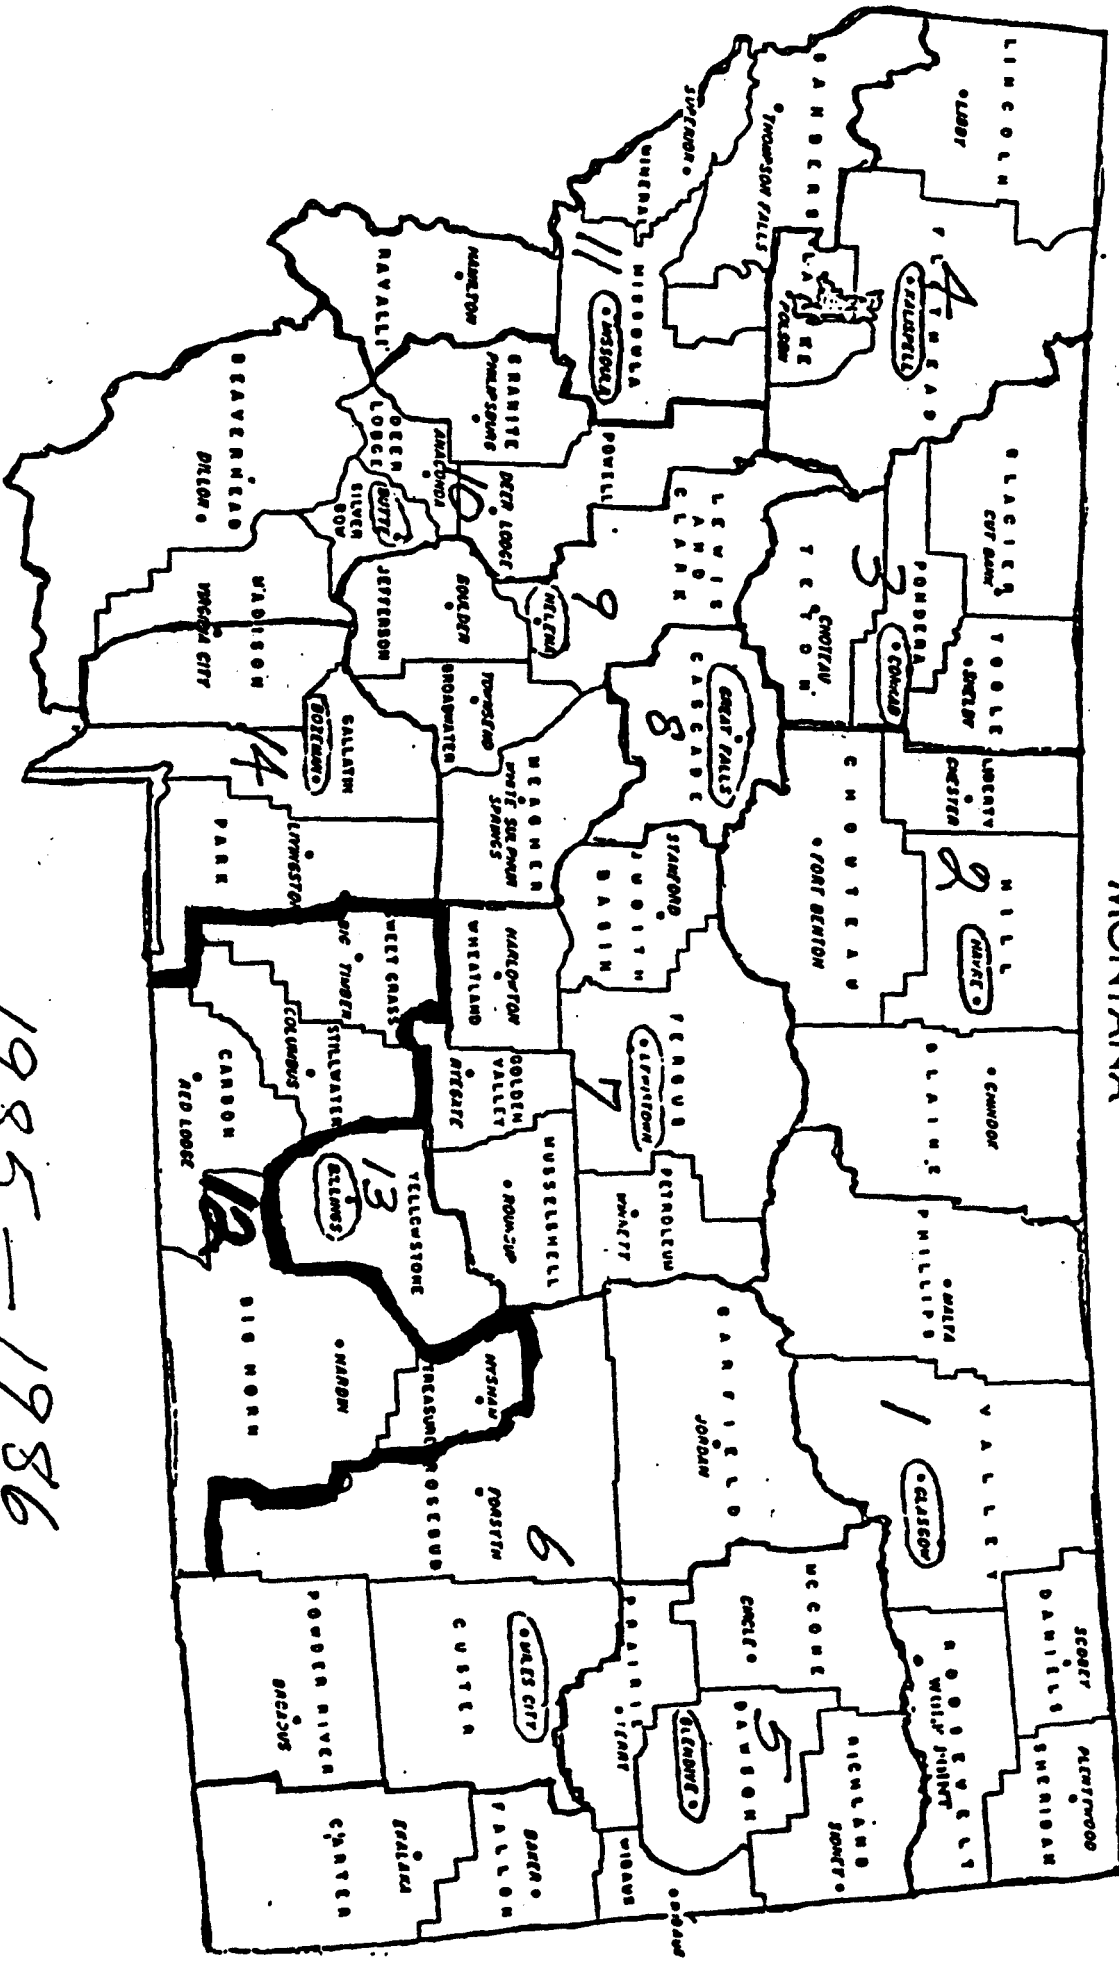 MONTANA
LINCOLN
LIBBY
4
FLATHEAD
KALISPELL
GLACIER
CUT BANK
TOOLE
SHELBY
3
PONDERA
CONRAD
LIBERTY
CHESTER
2
HILL
HAVRE
BLAINE
CHINOOK
PHILLIPS
MALTA
1
VALLEY
GLASGOW
DANIELS
SCOBEY
SHERIDAN
PLENTYWOOD
ROOSEVELT
SANDERS
THOMPSON FALLS
LAKE
POLSON
TETON
CHOTEAU
CHOUTEAU
FORT BENTON
MCCONE
CIRCLE
RICHLAND
SIDNEY
5
DAWSON
GLENDIVE
MINERAL
SUPERIOR
11
MISSOULA
MISSOULA
POWELL
DEER LODGE
LEWIS
AND
CLARK
9
HELENA
8
CASCADE
GREAT FALLS
JUDITH
BASIN
STANFORD
FERGUS
LEWISTOWN
7
PETROLEUM
WINNETT
GARFIELD
JORDAN
PRAIRIE
TERRY
WIBAUX
WIBAUX
RAVALLI
HAMILTON
GRANITE
PHILIPSBURG
10
DEER
LODGE
ANACONDA
SILVER
BOW
BUTTE
JEFFERSON
BOULDER
BROADWATER
TOWNSEND
MEAGHER
WHITE SULPHUR
SPRINGS
WHEATLAND
HARLOWTON
GOLDEN
VALLEY
RYEGATE
MUSSELSHELL
ROUNDUP
TREASURE
HYSHAM
6
ROSEBUD
FORSYTH
CUSTER
MILES CITY
FALLON
BAKER
BEAVERHEAD
DILLON
MADISON
VIRGINIA CITY
GALLATIN
BOZEMAN
14
PARK
LIVINGSTON
SWEET GRASS
BIG TIMBER
STILLWATER
COLUMBUS
CARBON
RED LODGE
12
13
YELLOWSTONE
BILLINGS
BIG HORN
HARDIN
POWDER RIVER
BROADUS
CARTER
EKALAKA
1985-1986